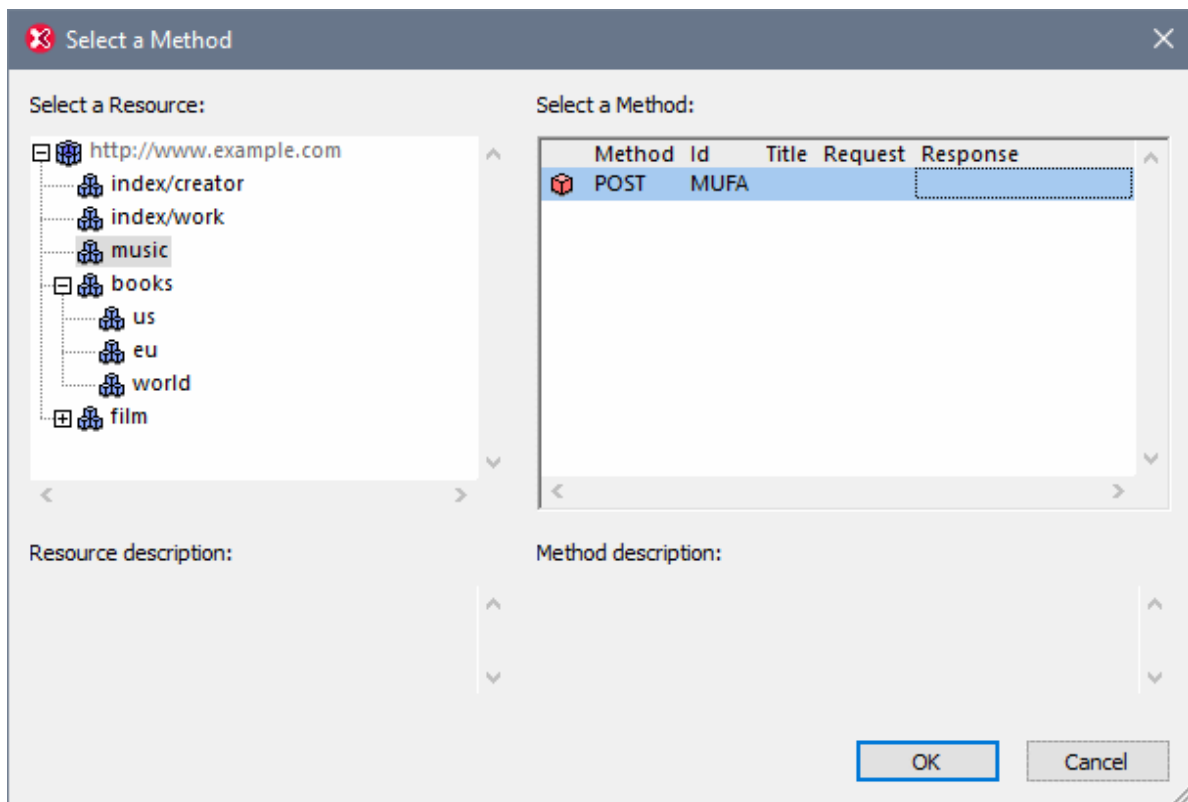 Select a Method
Select a Resource:
http://www.example.com
index/creator
index/work
music
books
us
eu
world
film
Select a Method:
Method Id Title Request Response
POST MUFA
Resource description:
Method description:
OK
Cancel